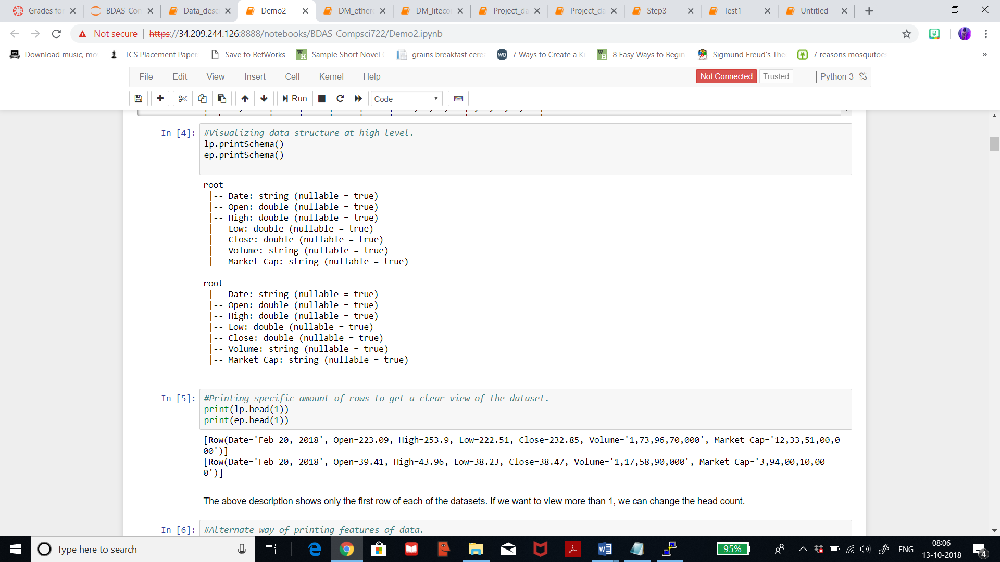 Grades for
BDAS-Con
Data_desc
Demo2
DM_ether
DM_liteco
Project_da
Project_da
Step3
Test1
Untitled
Not secure
https://34.209.244.126:8888/notebooks/BDAS-Compsci722/Demo2.ipynb
Download music, mo
TCS Placement Paper
Save to RefWorks
Sample Short Novel
grains breakfast cerea
7 Ways to Create a Ki
8 Easy Ways to Begin
Sigmund Freud's The
7 reasons mosquitoe
»
File Edit View Insert Cell Kernel Help
Not Connected
Trusted
Python 3
Run
Code
In [4]: #Visualizing data structure at high level.
lp.printSchema()
ep.printSchema()
root
|-- Date: string (nullable = true)
|-- Open: double (nullable = true)
|-- High: double (nullable = true)
|-- Low: double (nullable = true)
|-- Close: double (nullable = true)
|-- Volume: string (nullable = true)
|-- Market Cap: string (nullable = true)
root
|-- Date: string (nullable = true)
|-- Open: double (nullable = true)
|-- High: double (nullable = true)
|-- Low: double (nullable = true)
|-- Close: double (nullable = true)
|-- Volume: string (nullable = true)
|-- Market Cap: string (nullable = true)
In [5]: #Printing specific amount of rows to get a clear view of the dataset.
print(lp.head(1))
print(ep.head(1))
[Row(Date='Feb 20, 2018', Open=223.09, High=253.9, Low=222.51, Close=232.85, Volume='1,73,96,70,000', Market Cap='12,33,51,00,0
00')]
[Row(Date='Feb 20, 2018', Open=39.41, High=43.96, Low=38.23, Close=38.47, Volume='1,17,58,90,000', Market Cap='3,94,00,10,00
0')]
The above description shows only the first row of each of the datasets. If we want to view more than 1, we can change the head count.
In [6]: #Alternate way of printing features of data.
Type here to search
95%
ENG
08:06
13-10-2018
4